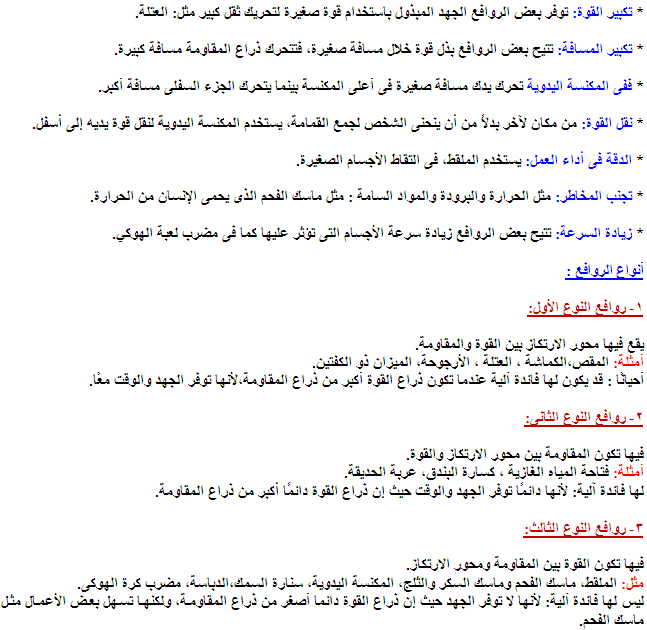 * تكبير القوة: توفر بعض الروافع الجهد المبذول باستخدام قوة صغيرة لتحريك ثقل كبير مثل: العتلة.
* تكبير المسافة: تتيح بعض الروافع بذل قوة خلال مسافة صغيرة، فتتحرك ذراع المقاومة مسافة كبيرة.
* ففى المكنسة اليدوية تحرك يدك مسافة صغيرة فى أعلى المكنسة بينما يتحرك الجزء السفلى مسافة أكبر.
* نقل القوة: من مكان لآخر بدلاً من أن ينحنى الشخص لجمع القمامة، يستخدم المكنسة اليدوية لنقل قوة يديه إلى أسفل.
* الدقة فى أداء العمل: يستخدم الملقط، فى التقاط الأجسام الصغيرة.
* تجنب المخاطر: مثل الحرارة والبرودة والمواد السامة : مثل ماسك الفحم الذى يحمى الإنسان من الحرارة.
* زيادة السرعة: تتيح بعض الروافع زيادة سرعة الأجسام التى تؤثر عليها كما فى مضرب لعبة الهوكي.
أنواع الروافع :
١- روافع النوع الأول:
يقع فيها محور الارتكاز بين القوة والمقاومة.
أمثلة: المقص،الكماشة ، العتلة ، الأرجوحة، الميزان ذو الكفتين.
أحيانًا : قد يكون لها فائدة آلية عندما تكون ذراع القوة أكبر من ذراع المقاومة،لأنها توفر الجهد والوقت معًا.
٢- روافع النوع الثانى:
فيها تكون المقاومة بين محور الارتكاز والقوة.
أمثلة: فتاحة المياه الغازية ، كسارة البندق، عربة الحديقة.
لها فائدة آلية: لأنها دائمًا توفر الجهد والوقت حيث إن ذراع القوة دائمًا أكبر من ذراع المقاومة.
٣- روافع النوع الثالث:
فيها تكون القوة بين المقاومة ومحور الارتكاز.
مثل: الملقط، ماسك الفحم وماسك السكر والثلج، المكنسة اليدوية، سنارة السمك،الدباسة، مضرب كرة الهوكى.
ليس لها فائدة آلية: لأنها لا توفر الجهد حيث إن ذراع القوة دائما أصغر من ذراع المقاومة، ولكنها تسهل بعض الأعمال مثل
ماسك الفحم.